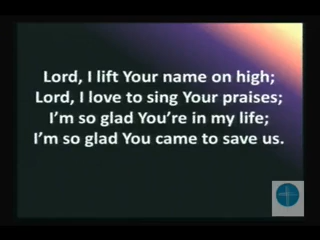 Lord, I lift Your name on high;
Lord, I love to sing Your praises;
I'm so glad You're in my life;
I'm so glad You came to save us.